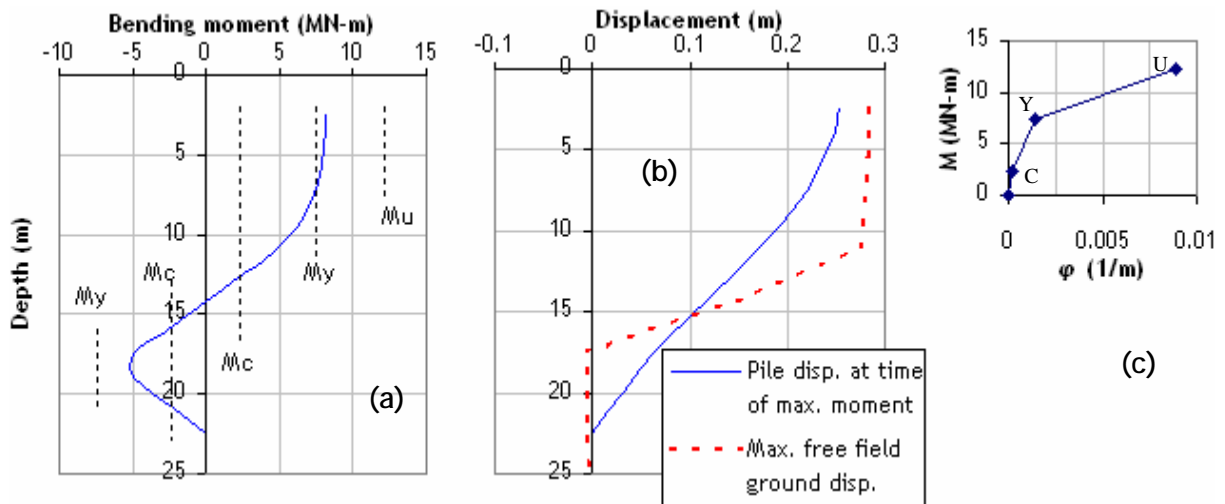 Bending moment (MN-m)
-10 -5 0 5 10 15
0
5
10
15
20
25
Depth (m)
My
Mc
Mc
My
Mu
(a)
Displacement (m)
-0.1 0 0.1 0.2 0.3
0
5
10
15
20
25
(b)
Pile disp. at time
of max. moment
Max. free field
ground disp.
15
10
5
0
M (MN-m)
U
Y
C
0 0.005 0.01
φ (1/m)
(c)